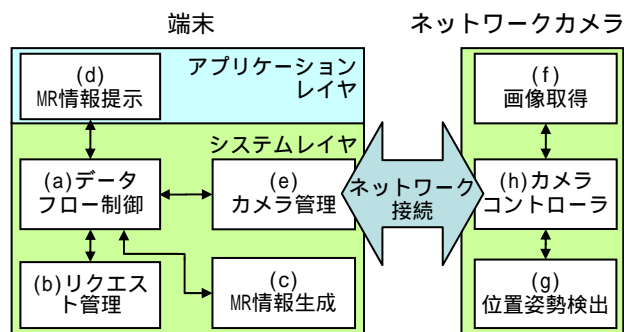 端末
ネットワークカメラ
アプリケーション
レイヤ
(d)
MR情報提示
システムレイヤ
(a)データ
フロー制御
(e)
カメラ管理
(b)リクエス
ト管理
(c)
MR情報生成
ネットワーク
接続
(f)
画像取得
(h)カメラ
コントローラ
(g)
位置姿勢検出